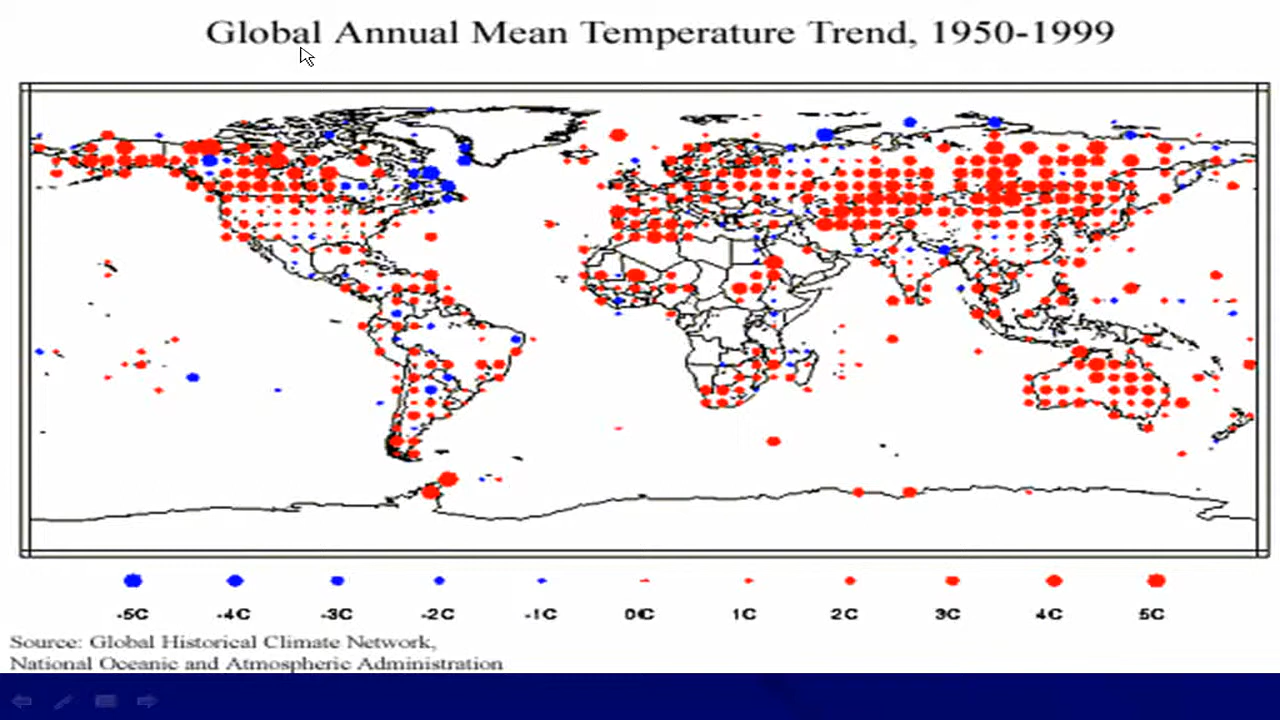 Global Annual Mean Temperature Trend, 1950-1999
-5C -4C -3C -2C -1C 0C 1C 2C 3C 4C 5C
Source: Global Historical Climate Network,
National Oceanic and Atmospheric Administration